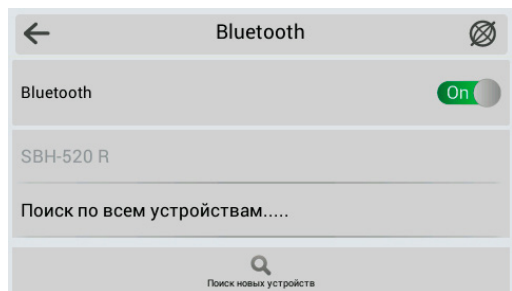 Bluetooth
Bluetooth
On
SBH-520 R
Поиск по всем устройствам.....
Поиск новых устройств